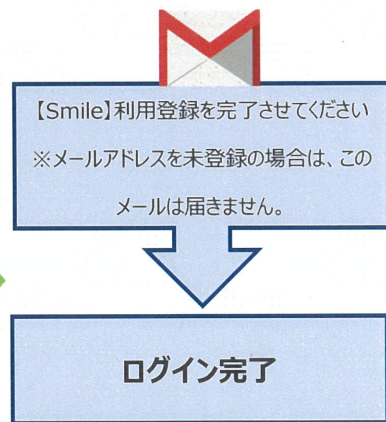 【Smile】利用登録を完了させてください
※メールアドレスを未登録の場合は、この
メールは届きません。
ログイン完了